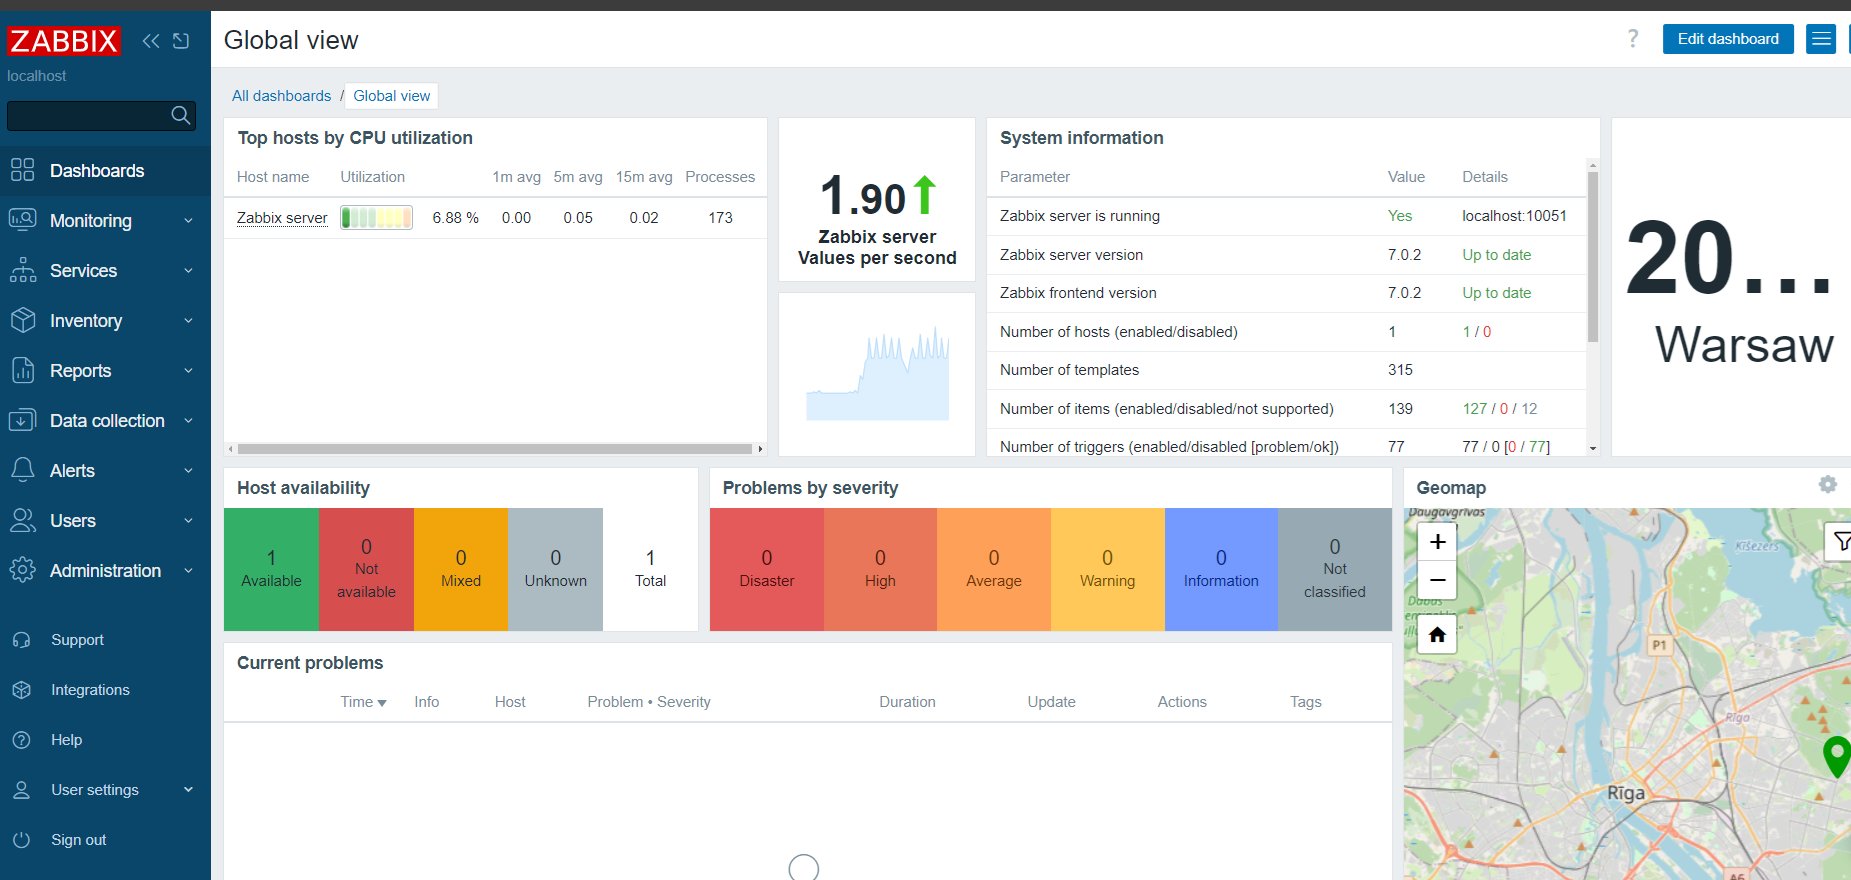 ZABBIX
localhost
Dashboards
Monitoring
Services
Inventory
Reports
Data collection
Alerts
Users
Administration
Support
Integrations
Help
User settings
Sign out
Global view
? Edit dashboard
All dashboards / Global view
Top hosts by CPU utilization
Host name Utilization 1m avg 5m avg 15m avg Processes
Zabbix server 6.88 % 0.00 0.05 0.02 173
1.90
Zabbix server
Values per second
System information
Parameter Value Details
Zabbix server is running Yes localhost:10051
Zabbix server version 7.0.2 Up to date
Zabbix frontend version 7.0.2 Up to date
Number of hosts (enabled/disabled) 1 1 / 0
Number of templates 315
Number of items (enabled/disabled/not supported) 139 127 / 0 / 12
Number of triggers (enabled/disabled [problem/ok]) 77 77 / 0 [0 / 77]
20...
Warsaw
Host availability
1 Available
0 Not available
0 Mixed
0 Unknown
1 Total
Problems by severity
0 Disaster
0 High
0 Average
0 Warning
0 Information
0 Not classified
Current problems
Time Info Host Problem • Severity Duration Update Actions Tags
Geomap
Daugavgrīvas
Ķīšezers
+
−
Dabas
P1
Rīga
Rīga
A6